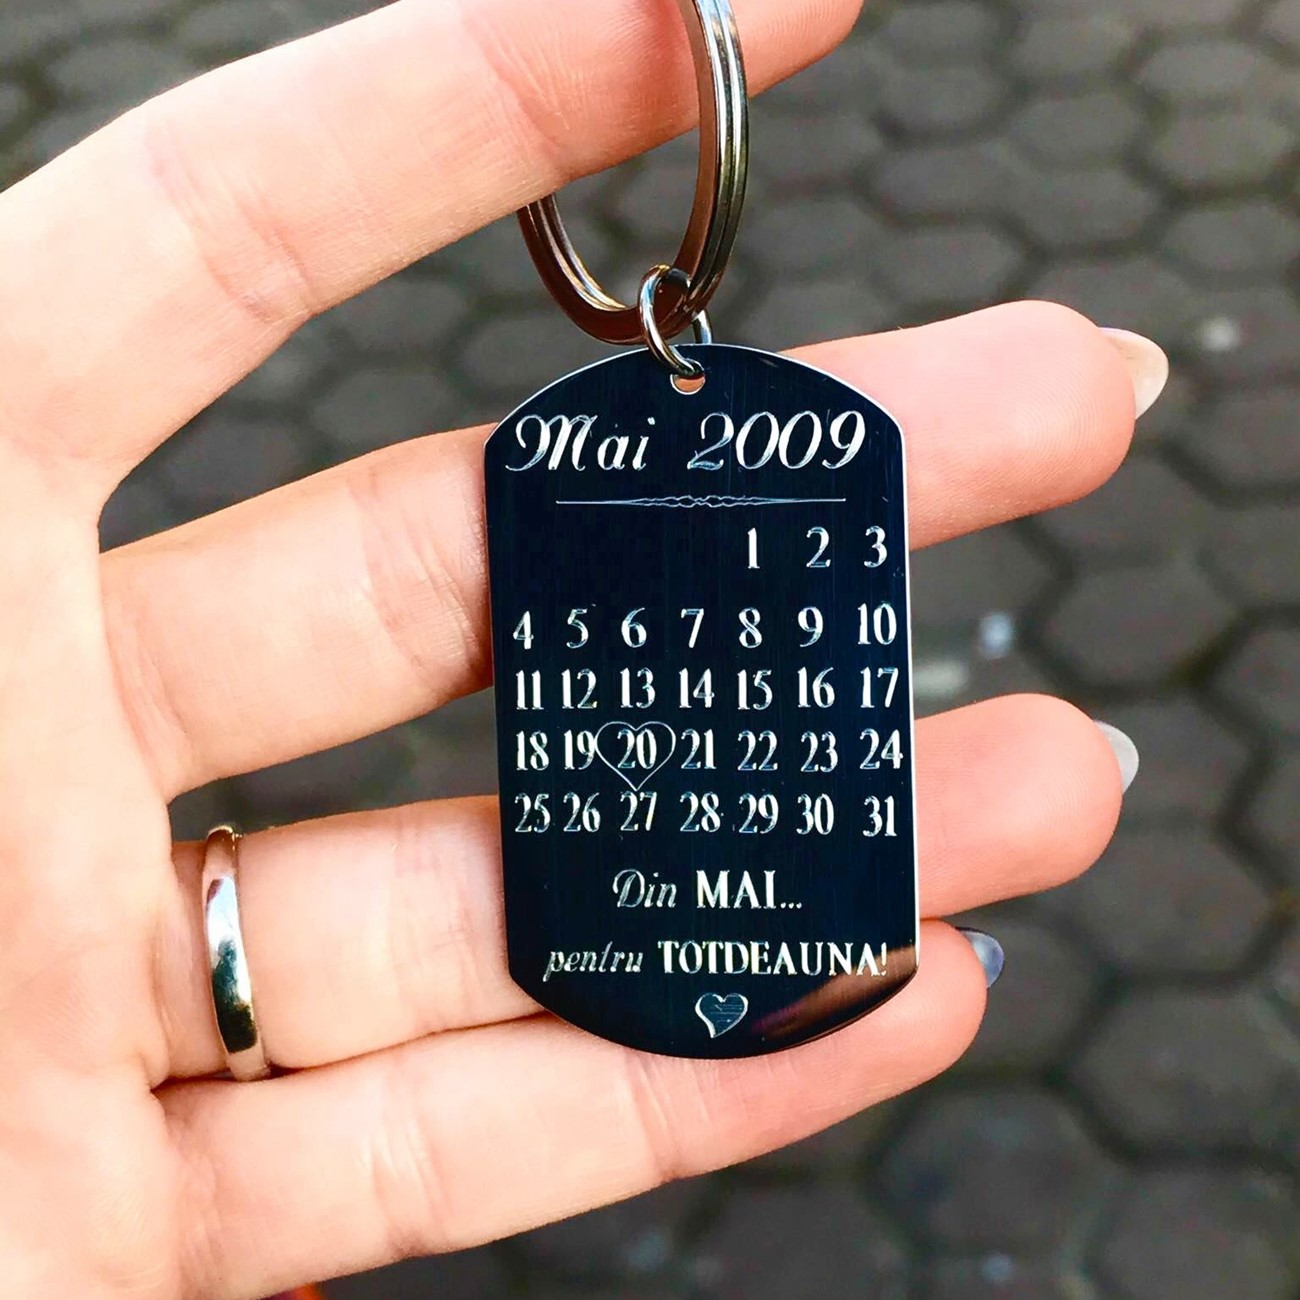 Mai 2009
1 2 3
4 5 6 7 8 9 10
11 12 13 14 15 16 17
18 19 20 21 22 23 24
25 26 27 28 29 30 31
Din MAI...
pentru TOTDEAUNA!